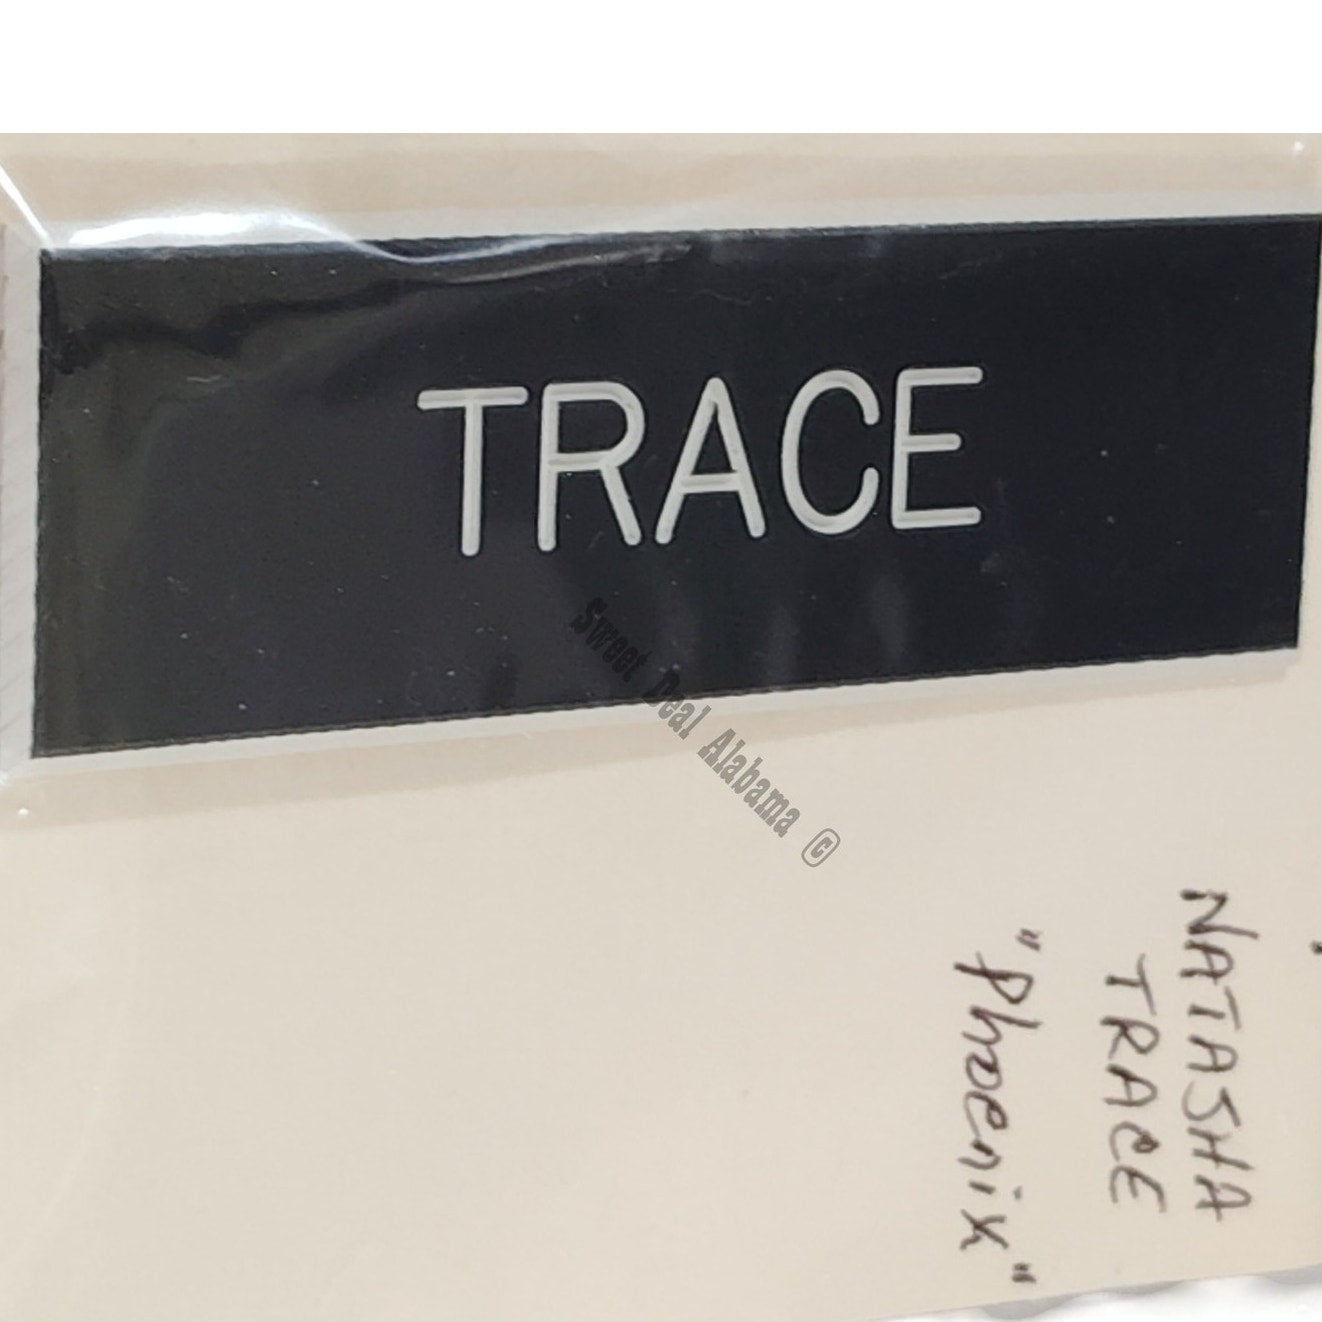 TRACE
Sweet Deal Alabama ©
NATASHA
TRACE
"Phoenix"